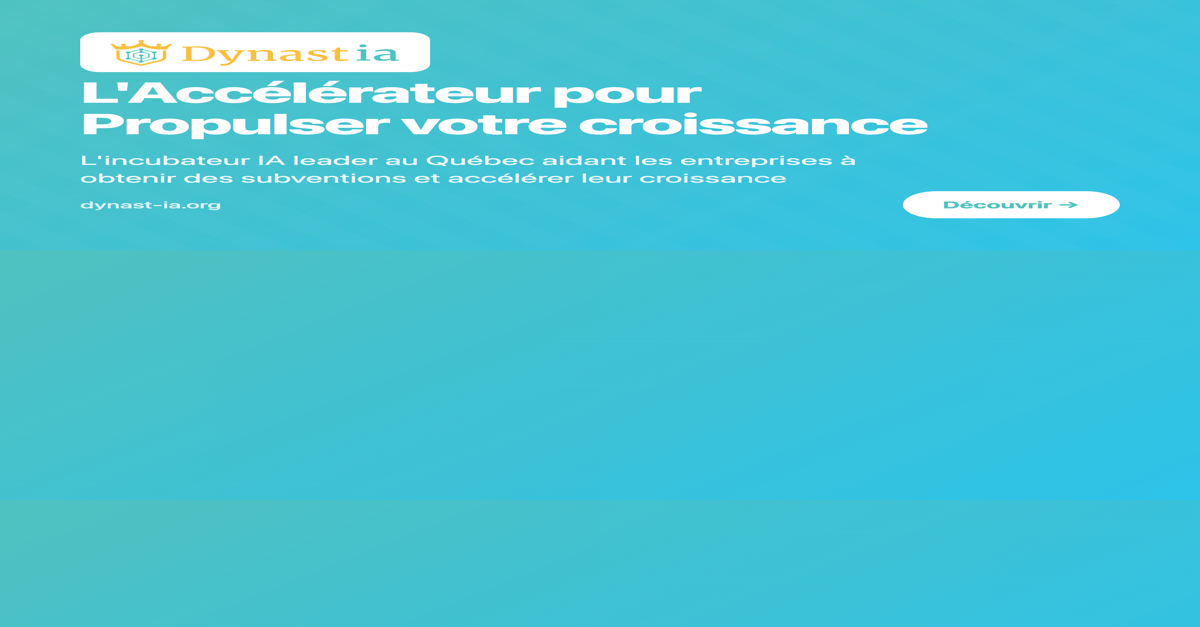 Dynastia
L'Accélérateur pour
Propulser votre croissance
L'incubateur IA leader au Québec aidant les entreprises à
obtenir des subventions et accélérer leur croissance
dynast-ia.org
Découvrir →